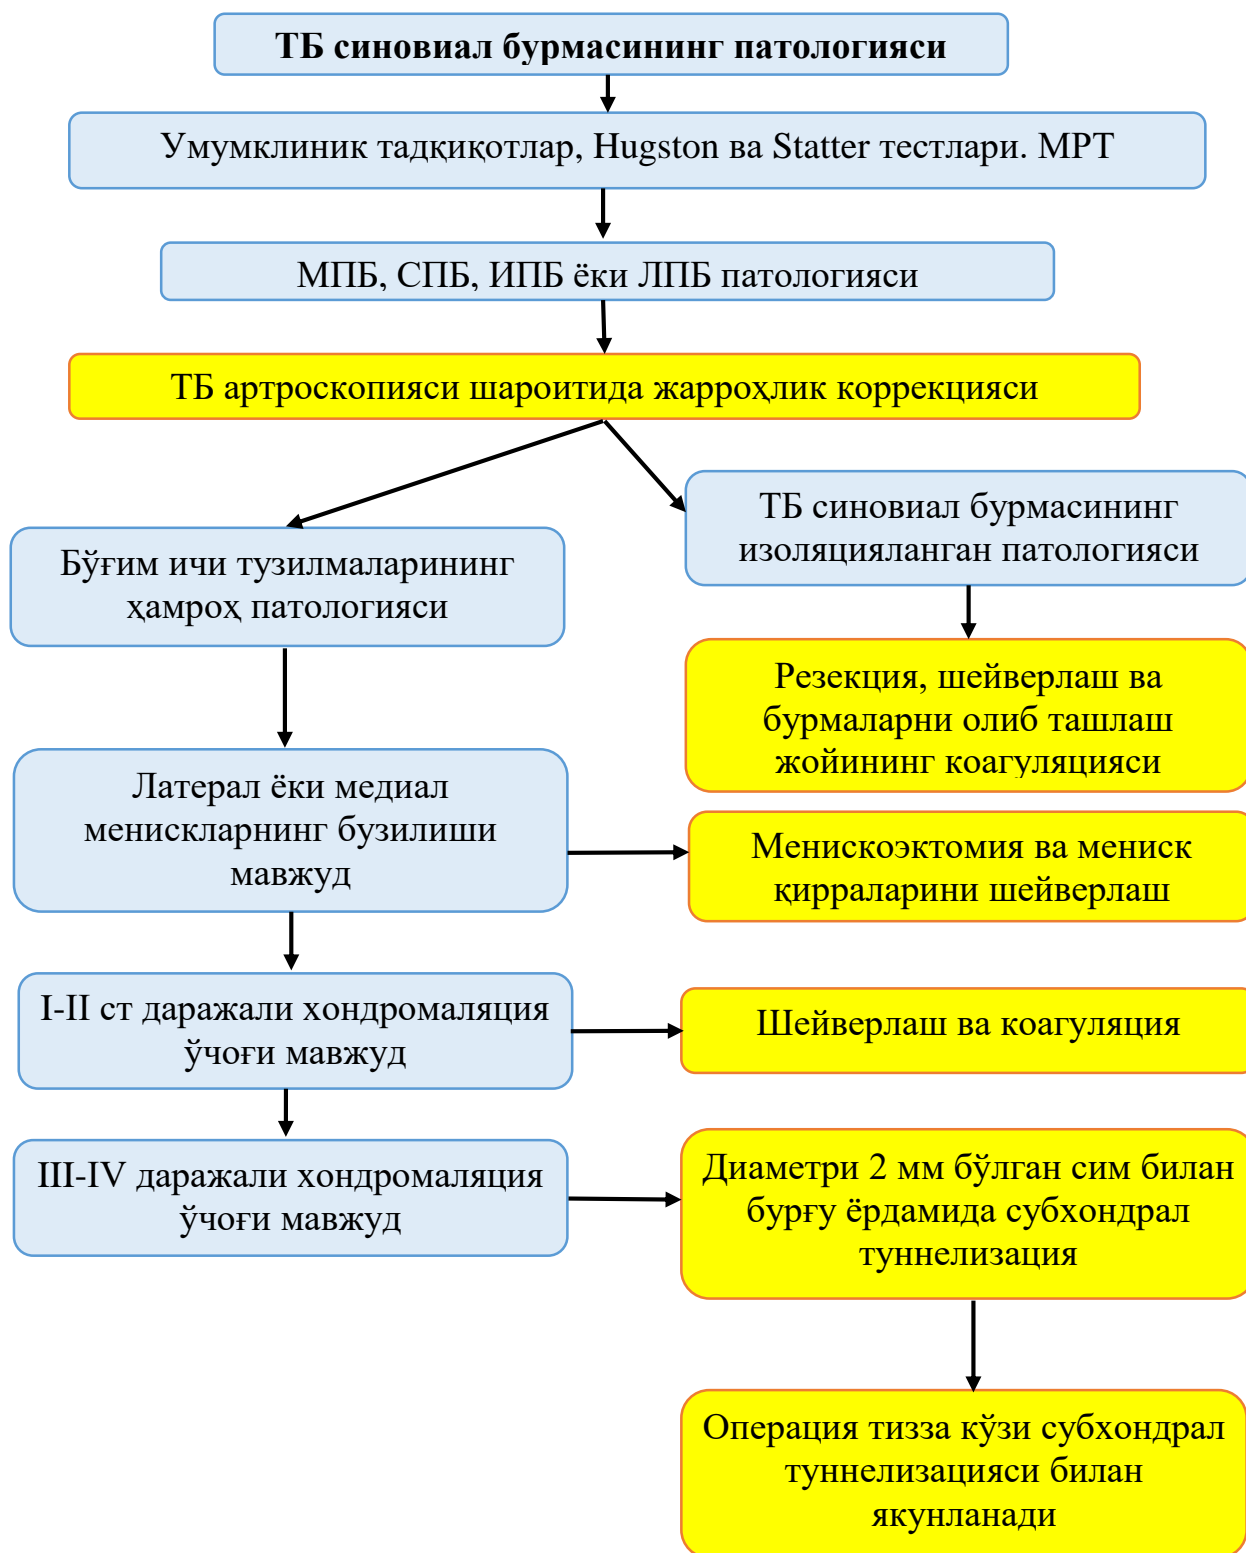 ТБ синовиал бурмасининг патологияси
Умумклиник тадқиқотлар, Hugston ва Statter тестлари. МРТ
МПБ, СПБ, ИПБ ёки ЛПБ патологияси
ТБ артроскопияси шароитида жарроҳлик коррекцияси
ТБ синовиал бурмасининг
изоляцияланган патологияси
Бўғим ичи тузилмаларининг
ҳамроҳ патологияси
Резекция, шейверлаш ва
бурмаларни олиб ташлаш
жойининг коагуляцияси
Латерал ёки медиал
менискларнинг бузилиши
мавжуд
Менискоэктомия ва мениск
қирраларини шейверлаш
I-II ст даражали хондромаляция
ўчоғи мавжуд
Шейверлаш ва коагуляция
III-IV даражали хондромаляция
ўчоғи мавжуд
Диаметри 2 мм бўлган сим билан
бурғу ёрдамида субхондрал
туннелизация
Операция тизза кўзи субхондрал
туннелизацияси билан
якунланади